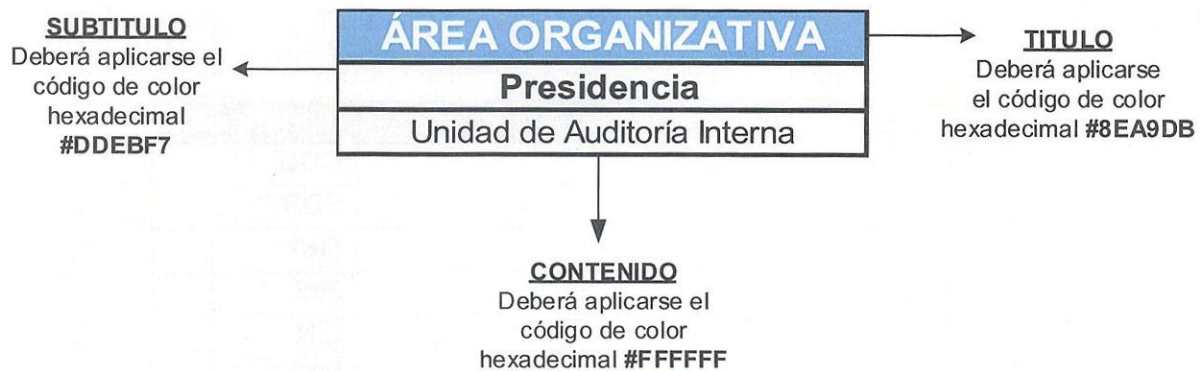 SUBTITULO
Deberá aplicarse el
código de color
hexadecimal
#DDEBF7
ÁREA ORGANIZATIVA
Presidencia
Unidad de Auditoría Interna
TITULO
Deberá aplicarse
el código de color
hexadecimal #8EA9DB
CONTENIDO
Deberá aplicarse el
código de color
hexadecimal #FFFFFF